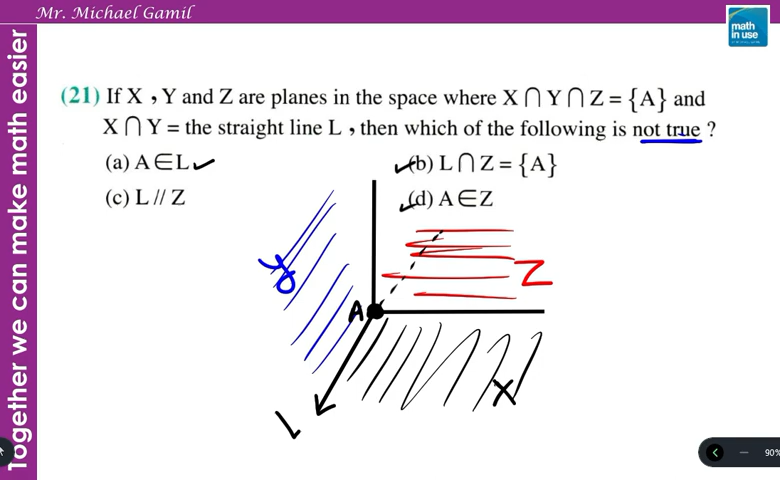 Mr. Michael Gamil
math
in use
Together we can make math easier
(21) If X , Y and Z are planes in the space where X ⋂ Y ⋂ Z = {A} and
X ⋂ Y = the straight line L , then which of the following is not true ?
(a) A ∈ L
(b) L ⋂ Z = {A}
(c) L // Z
(d) A ∈ Z
y
Z
A
X
L
90%